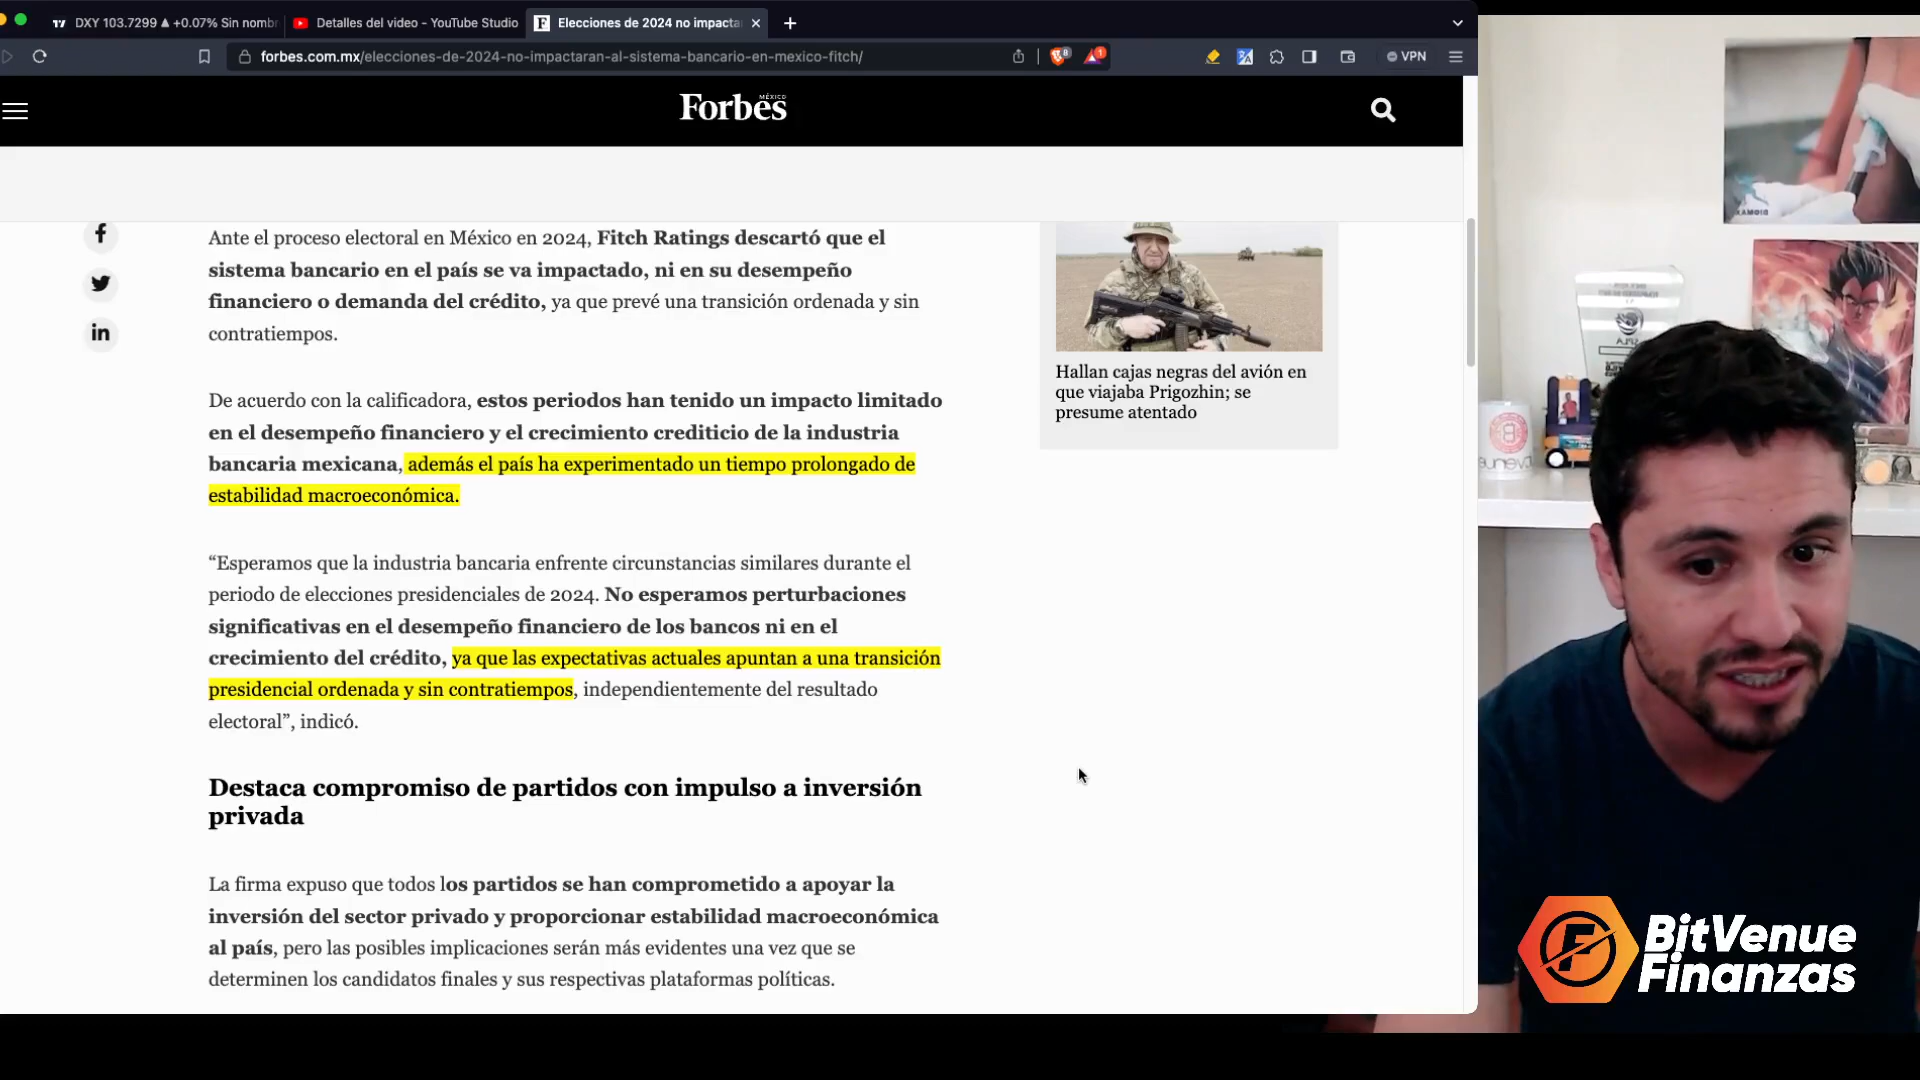 DXY 103.7299 ▲ +0.07% Sin nomb
Detalles del video - YouTube Studio
Elecciones de 2024 no impacta
forbes.com.mx/elecciones-de-2024-no-impactaran-al-sistema-bancario-en-mexico-fitch/
8
1
VPN
MÉXICO
Forbes
Ante el proceso electoral en México en 2024, Fitch Ratings descartó que el
sistema bancario en el país se va impactado, ni en su desempeño
financiero o demanda del crédito, ya que prevé una transición ordenada y sin
contratiempos.
De acuerdo con la calificadora, estos periodos han tenido un impacto limitado
en el desempeño financiero y el crecimiento crediticio de la industria
bancaria mexicana, además el país ha experimentado un tiempo prolongado de
estabilidad macroeconómica.
“Esperamos que la industria bancaria enfrente circunstancias similares durante el
periodo de elecciones presidenciales de 2024. No esperamos perturbaciones
significativas en el desempeño financiero de los bancos ni en el
crecimiento del crédito, ya que las expectativas actuales apuntan a una transición
presidencial ordenada y sin contratiempos, independientemente del resultado
electoral”, indicó.
Destaca compromiso de partidos con impulso a inversión
privada
La firma expuso que todos los partidos se han comprometido a apoyar la
inversión del sector privado y proporcionar estabilidad macroeconómica
al país, pero las posibles implicaciones serán más evidentes una vez que se
determinen los candidatos finales y sus respectivas plataformas políticas.
Hallan cajas negras del avión en
que viajaba Prigozhin; se
presume atentado
BitVenue
Finanzas